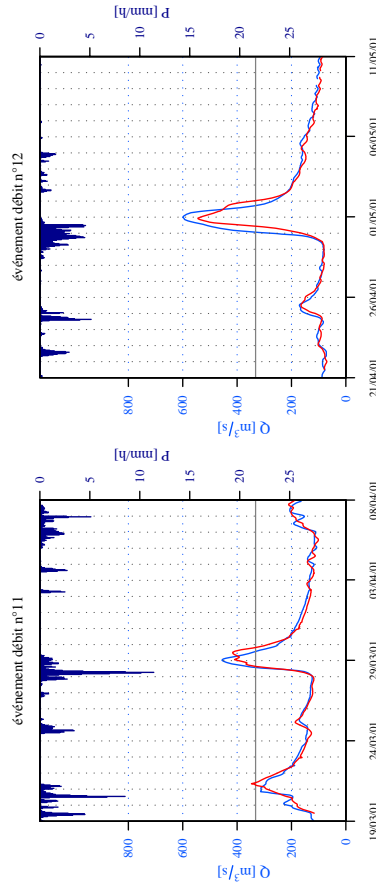 événement débit n°11
P [mm/h]
0 5 10 15 20 25
Q [m³/s]
800 600 400 200 0
19/03/01 24/03/01 29/03/01 03/04/01 08/04/01
événement débit n°12
P [mm/h]
0 5 10 15 20 25
Q [m³/s]
800 600 400 200 0
21/04/01 26/04/01 01/05/01 06/05/01 11/05/01